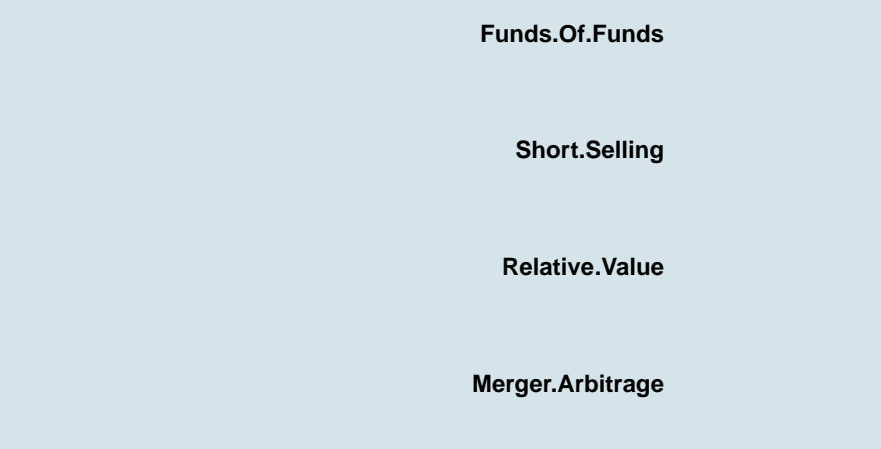 Funds.Of.Funds
Short.Selling
Relative.Value
Merger.Arbitrage